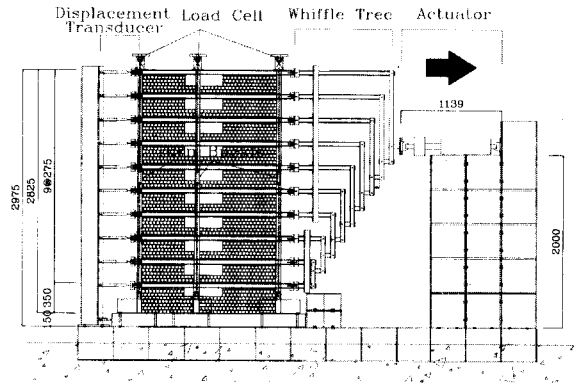 Displacement Transducer
Load Cell
Whiffle Tree
Actuator
1139
2975
2825
9@275
350
150
2000